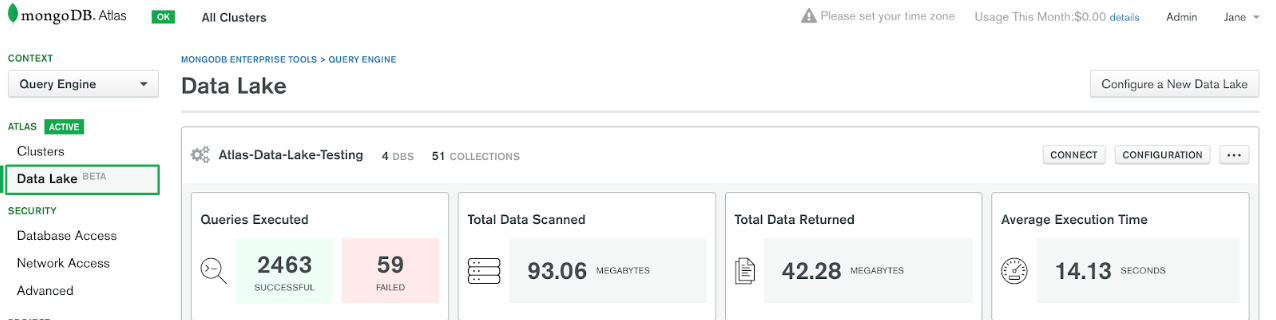 mongoDB. Atlas OK All Clusters Please set your time zone Usage This Month:$0.00 details Admin Jane
CONTEXT
Query Engine
ATLAS ACTIVE
Clusters
Data Lake BETA
SECURITY
Database Access
Network Access
Advanced
MONGODB ENTERPRISE TOOLS > QUERY ENGINE
Data Lake
Configure a New Data Lake
Atlas-Data-Lake-Testing 4 DBS 51 COLLECTIONS CONNECT CONFIGURATION ...
Queries Executed
2463 59
SUCCESSFUL FAILED
Total Data Scanned
93.06 MEGABYTES
Total Data Returned
42.28 MEGABYTES
Average Execution Time
14.13 SECONDS